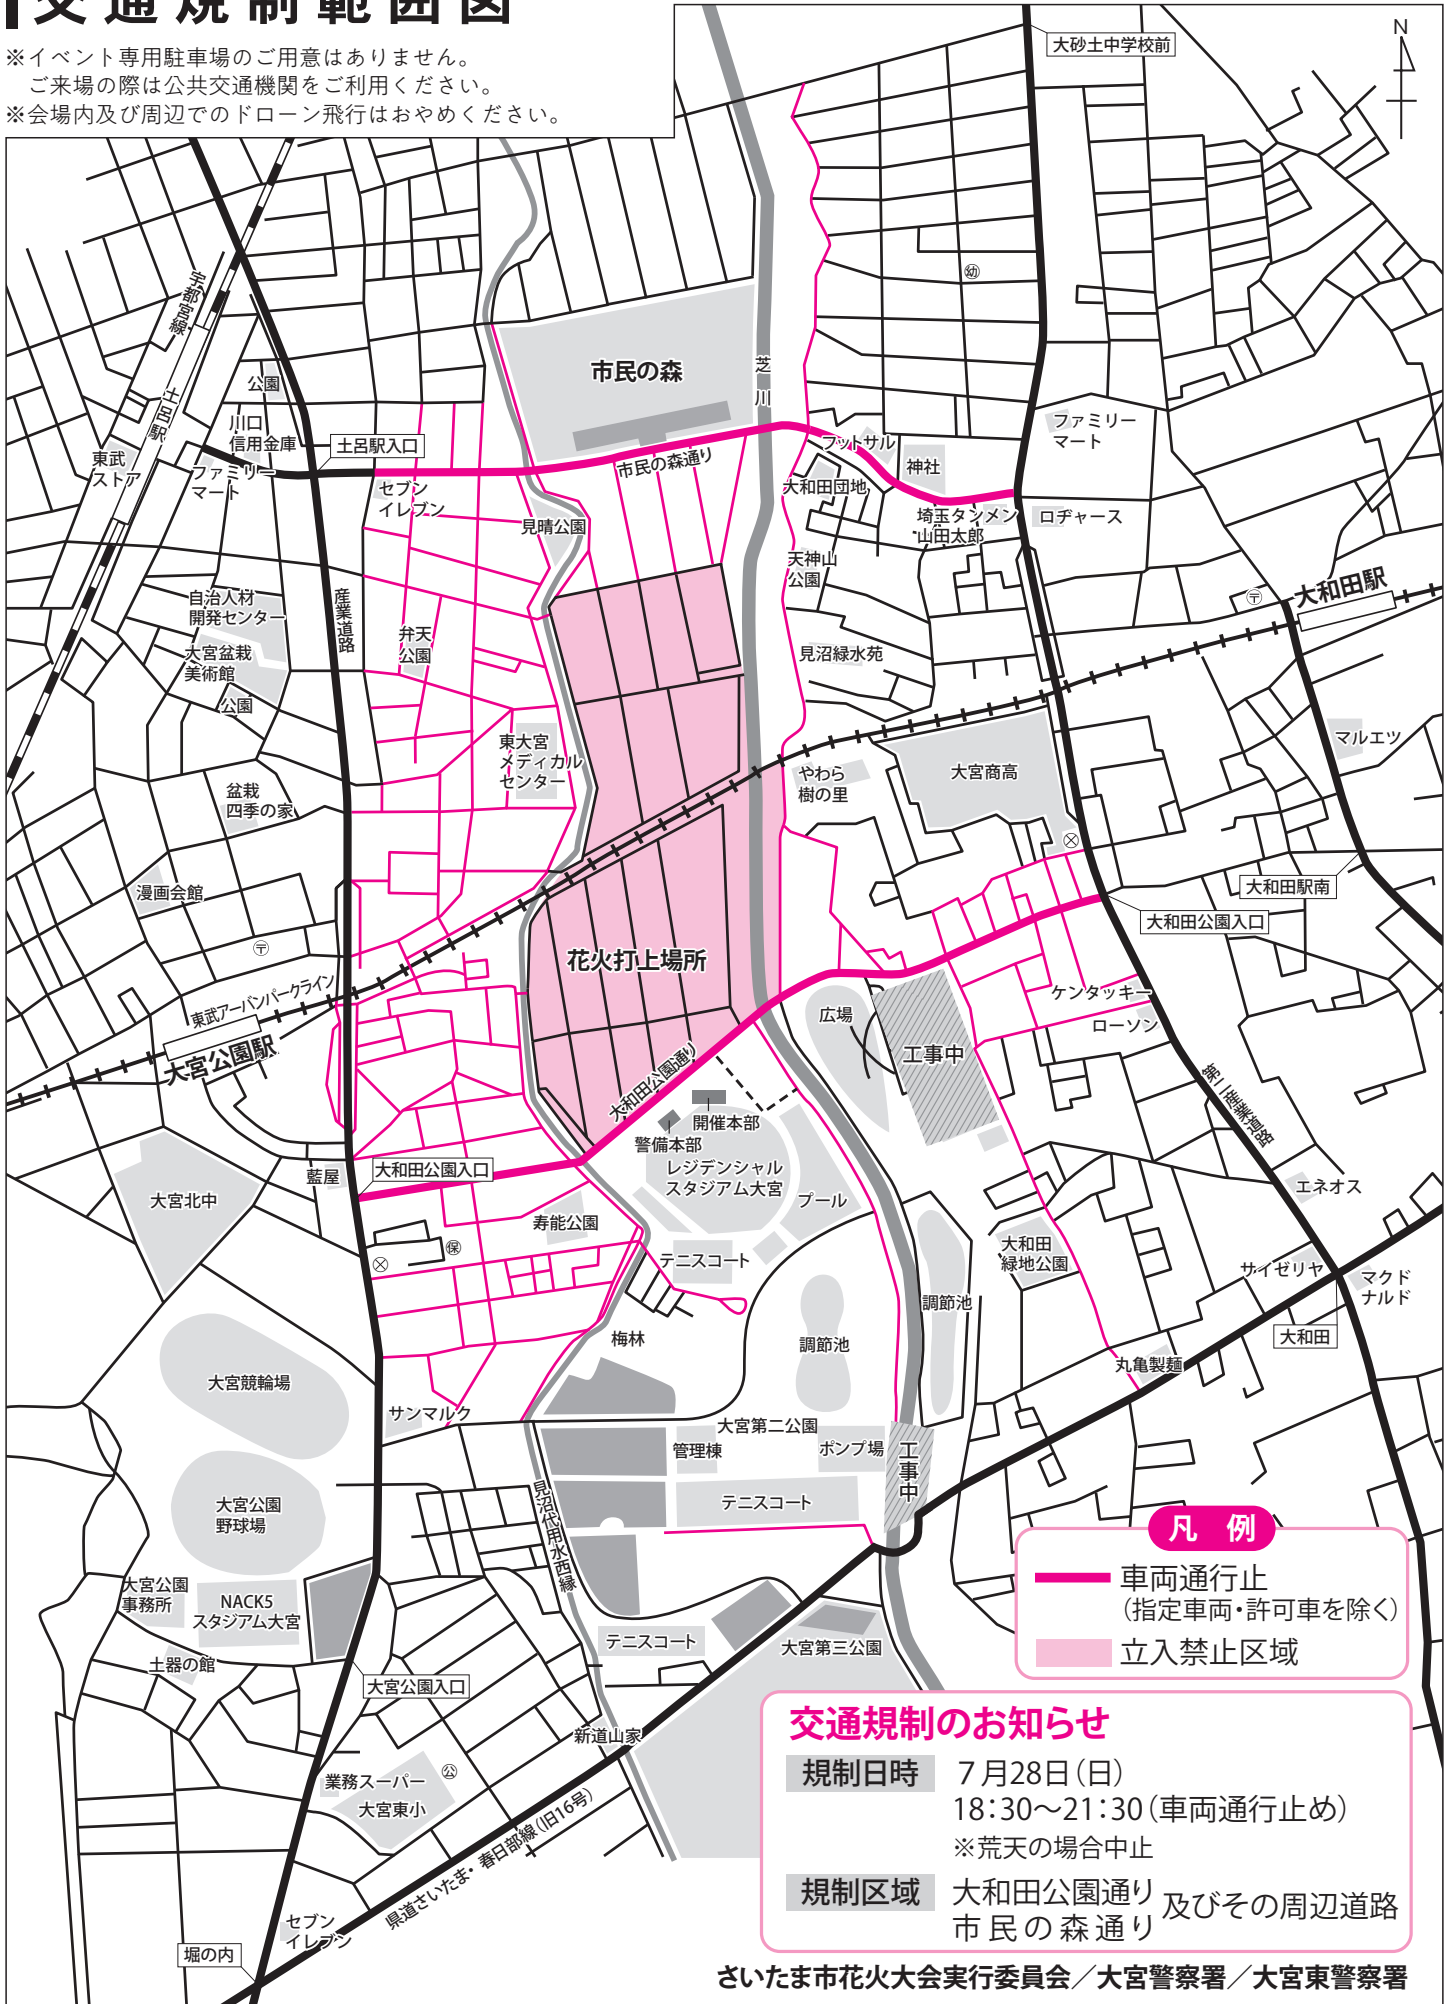 交通規制範囲図
※イベント専用駐車場のご用意はありません。
ご来場の際は公共交通機関をご利用ください。
※会場内及び周辺でのドローン飛行はおやめください。
N
大砂土中学校前
幼
宇都宮線
土呂駅
市民の森
芝川
公園
川口
信用金庫
土呂駅入口
東武
ストア
ファミリー
マート
セブン
イレブン
市民の森通り
フットサル
神社
ファミリー
マート
大和田団地
埼玉タンメン
山田太郎
ロヂャース
見晴公園
天神山
公園
大和田駅
〒
自治人材
開発センター
産業道路
弁天
公園
大宮盆栽
美術館
公園
見沼緑水苑
東大宮
メディカル
センター
マルエツ
やわら
樹の里
大宮商高
盆栽
四季の家
漫画会館
大和田駅南
大和田公園入口
〒
花火打上場所
東武アーバンパークライン
大宮公園駅
ケンタッキー
ローソン
広場
工事中
大和田公園通り
開催本部
警備本部
レジデンシャル
スタジアム大宮
プール
第二産業道路
藍屋
大和田公園入口
大宮北中
エネオス
寿能公園
保
テニスコート
大和田
緑地公園
サイゼリヤ
マクド
ナルド
調節池
大和田
梅林
調節池
丸亀製麺
大宮競輪場
サンマルク
大宮第二公園
管理棟
ポンプ場
工事中
テニスコート
見沼代用水西縁
大宮公園
野球場
大宮公園
事務所
NACK5
スタジアム大宮
テニスコート
大宮第三公園
土器の館
大宮公園入口
新道山家
業務スーパー
公
大宮東小
県道さいたま・春日部線(旧16号)
セブン
イレブン
堀の内
凡 例
車両通行止
(指定車両・許可車を除く)
立入禁止区域
交通規制のお知らせ
規制日時 7月28日(日)
18:30〜21:30(車両通行止め)
※荒天の場合中止
規制区域 大和田公園通り
市民の森通り 及びその周辺道路
さいたま市花火大会実行委員会／大宮警察署／大宮東警察署